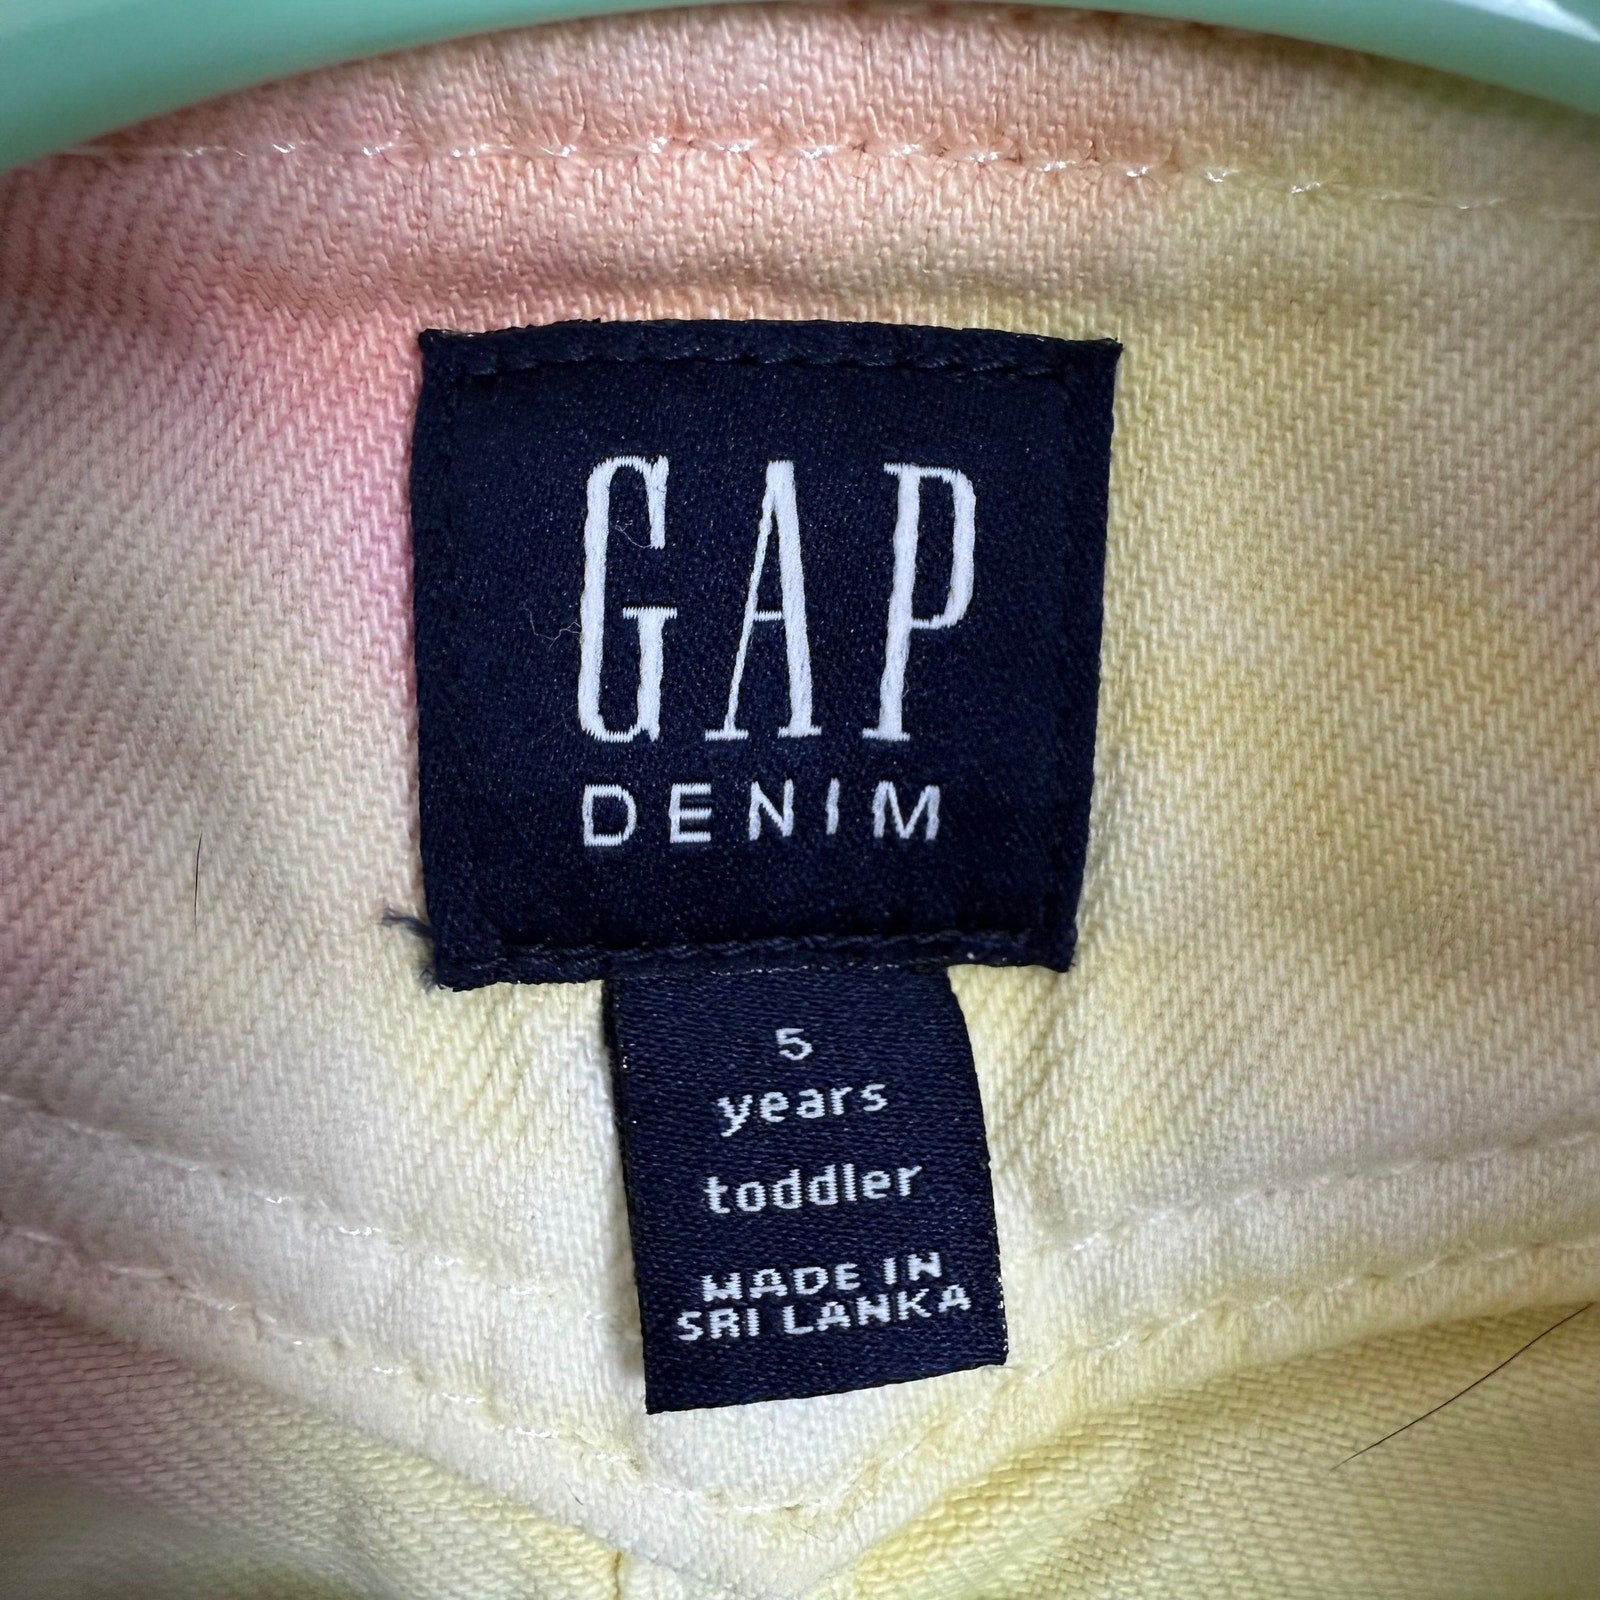 GAP
DENIM
5
years
toddler
MADE IN
SRI LANKA